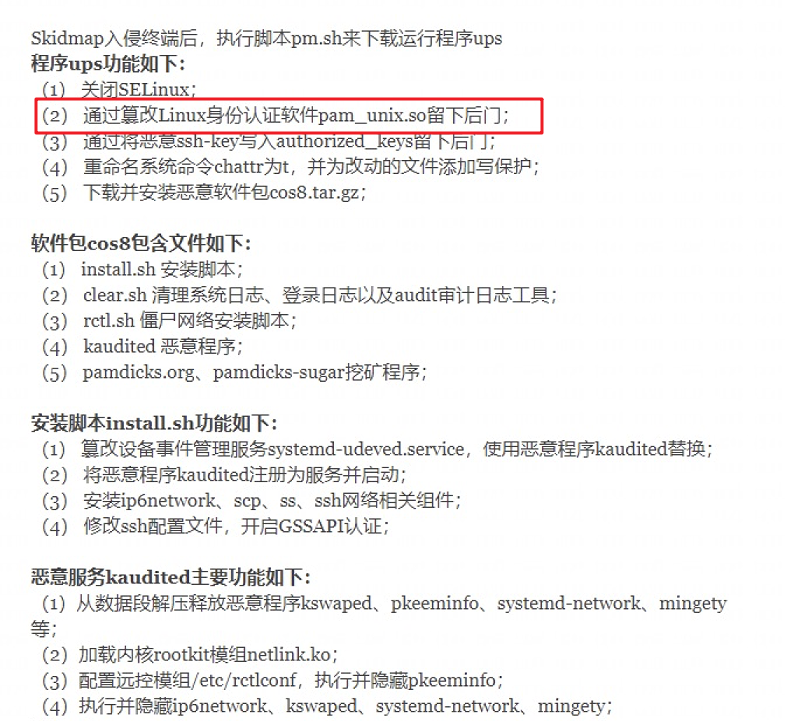 Skidmap入侵终端后，执行脚本pm.sh来下载运行程序ups
程序ups功能如下：
（1） 关闭SELinux；
（2） 通过篡改Linux身份认证软件pam_unix.so留下后门；
（3） 通过将恶意ssh-key写入authorized_keys留下后门；
（4） 重命名系统命令chattr为t，并为改动的文件添加写保护；
（5） 下载并安装恶意软件包cos8.tar.gz；
软件包cos8包含文件如下：
（1） install.sh 安装脚本；
（2） clear.sh 清理系统日志、登录日志以及audit审计日志工具；
（3） rctl.sh 僵尸网络安装脚本；
（4） kaudited 恶意程序；
（5） pamdicks.org、pamdicks-sugar挖矿程序；
安装脚本install.sh功能如下：
（1） 篡改设备事件管理服务systemd-udeved.service，使用恶意程序kaudited替换；
（2） 将恶意程序kaudited注册为服务并启动；
（3） 安装ip6network、scp、ss、ssh网络相关组件；
（4） 修改ssh配置文件，开启GSSAPI认证；
恶意服务kaudited主要功能如下：
（1）从数据段解压释放恶意程序kswaped、pkeeminfo、systemd-network、mingety
等；
（2）加载内核rootkit模组netlink.ko；
（3）配置远控模组/etc/rctlconf，执行并隐藏pkeeminfo；
（4）执行并隐藏ip6network、kswaped、systemd-network、mingety；